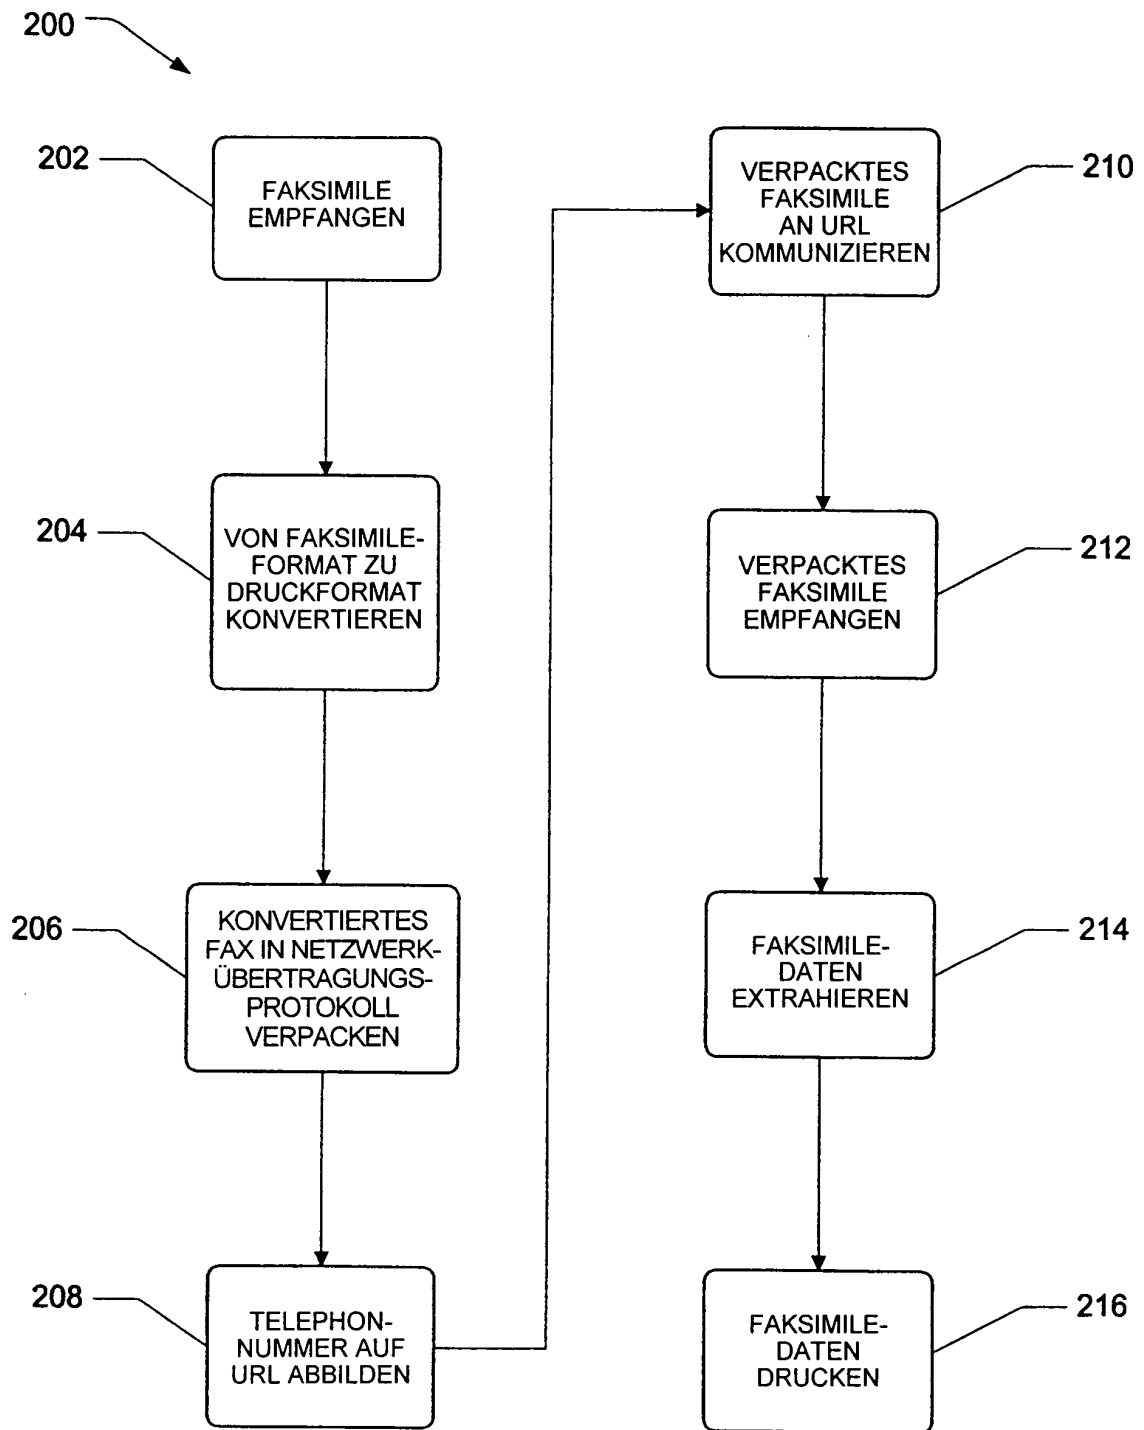 200
202
FAKSIMILE
EMPFANGEN
204
VON FAKSIMILE-
FORMAT ZU
DRUCKFORMAT
KONVERTIEREN
206
KONVERTIERTES
FAX IN NETZWERK-
ÜBERTRAGUNGS-
PROTOKOLL
VERPACKEN
208
TELEPHON-
NUMMER AUF
URL ABBILDEN
VERPACKTES
FAKSIMILE
AN URL
KOMMUNIZIEREN
210
VERPACKTES
FAKSIMILE
EMPFANGEN
212
FAKSIMILE-
DATEN
EXTRAHIEREN
214
FAKSIMILE-
DATEN
DRUCKEN
216